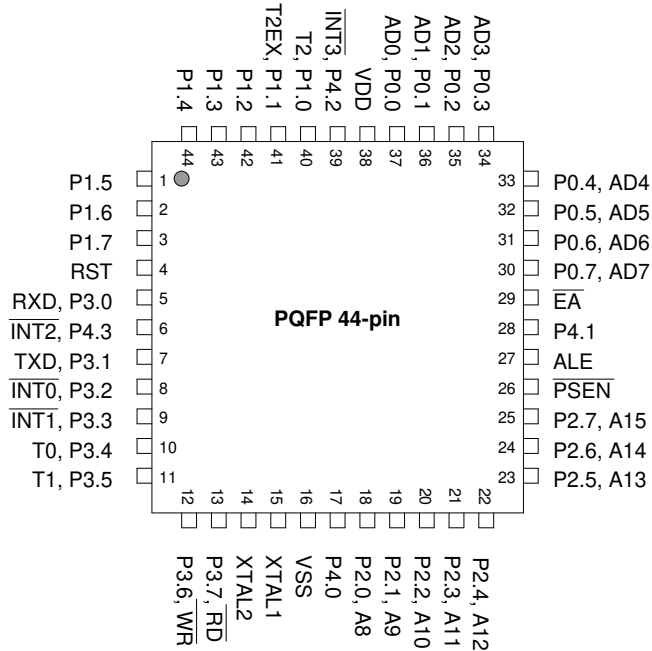 P1.4
P1.3
P1.2
T2EX, P1.1
T2, P1.0
INT3, P4.2
VDD
AD0, P0.0
AD1, P0.1
AD2, P0.2
AD3, P0.3
44
43
42
41
40
39
38
37
36
35
34
P1.5 1
P1.6 2
P1.7 3
RST 4
RXD, P3.0 5
INT2, P4.3 6
TXD, P3.1 7
INT0, P3.2 8
INT1, P3.3 9
T0, P3.4 10
T1, P3.5 11
PQFP 44-pin
33 P0.4, AD4
32 P0.5, AD5
31 P0.6, AD6
30 P0.7, AD7
29 EA
28 P4.1
27 ALE
26 PSEN
25 P2.7, A15
24 P2.6, A14
23 P2.5, A13
12
13
14
15
16
17
18
19
20
21
22
P3.6, WR
P3.7, RD
XTAL2
XTAL1
VSS
P4.0
P2.0, A8
P2.1, A9
P2.2, A10
P2.3, A11
P2.4, A12